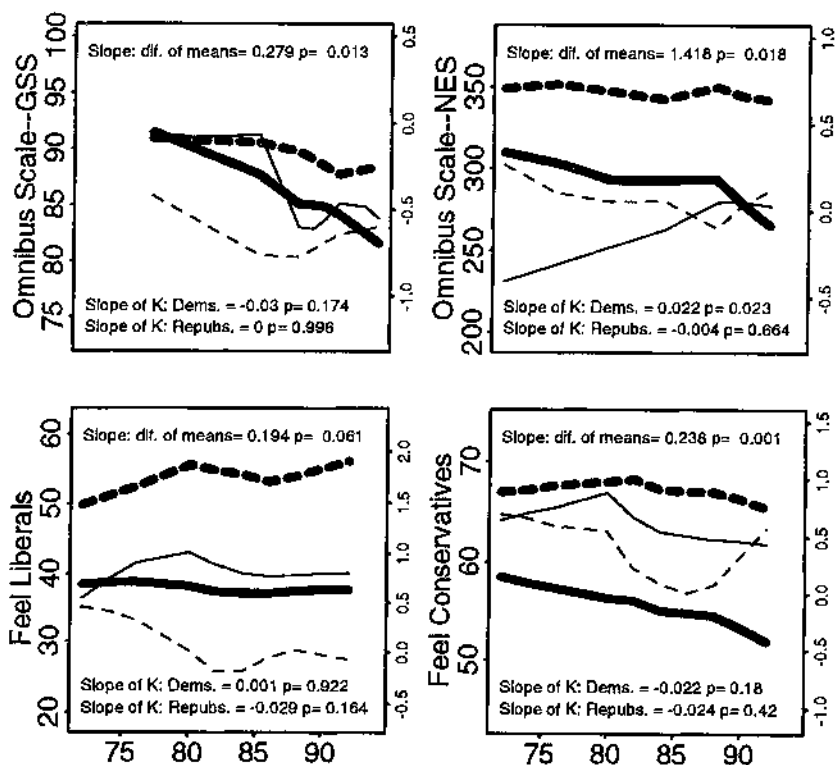 Omnibus Scale--GSS
100
95
90
85
80
75
Slope: dif. of means= 0.279 p= 0.013
Slope of K: Dems. = -0.03 p= 0.174
Slope of K: Repubs. = 0 p= 0.996
0.5
0.0
-0.5
-1.0
Omnibus Scale--NES
350
300
250
200
Slope: dif. of means= 1.418 p= 0.018
Slope of K: Dems. = 0.022 p= 0.023
Slope of K: Repubs. = -0.004 p= 0.664
1.0
0.5
0.0
-0.5
Feel Liberals
60
50
40
30
20
Slope: dif. of means= 0.194 p= 0.061
Slope of K: Dems. = 0.001 p= 0.922
Slope of K: Repubs. = -0.029 p= 0.164
2.0
1.5
1.0
0.5
0.0
-0.5
75 80 85 90
Feel Conservatives
70
60
50
Slope: dif. of means= 0.238 p= 0.001
Slope of K: Dems. = -0.022 p= 0.18
Slope of K: Repubs. = -0.024 p= 0.42
1.5
1.0
0.5
0.0
-0.5
-1.0
75 80 85 90